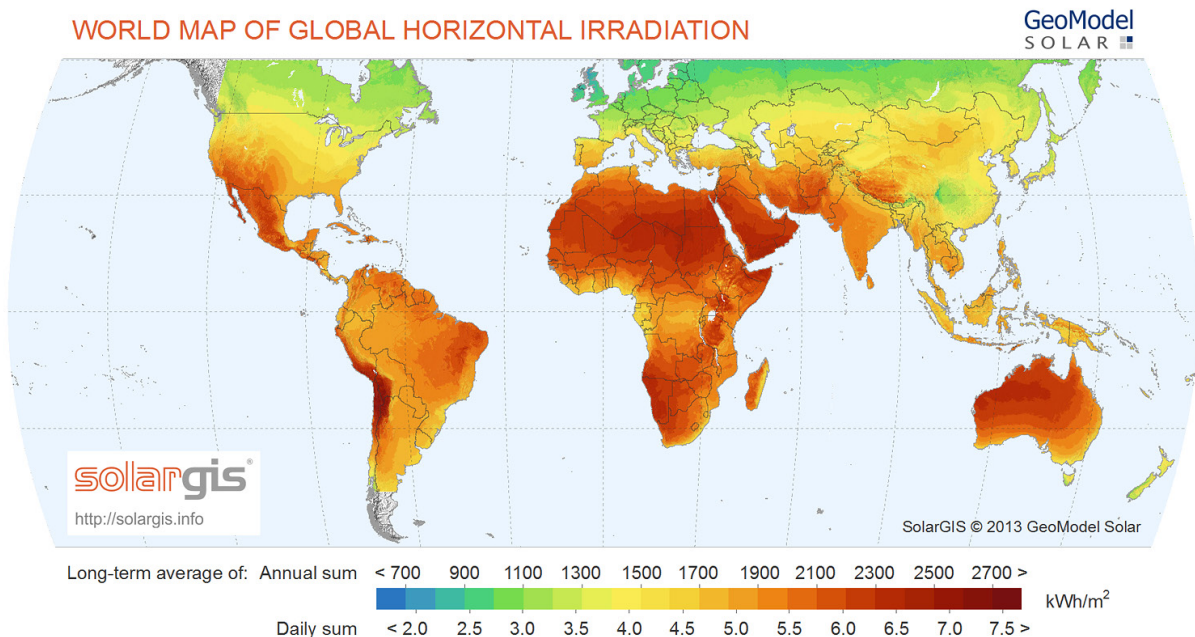 WORLD MAP OF GLOBAL HORIZONTAL IRRADIATION
GeoModel
SOLAR
solargis®
http://solargis.info
SolarGIS © 2013 GeoModel Solar
Long-term average of: Annual sum < 700 900 1100 1300 1500 1700 1900 2100 2300 2500 2700 >
kWh/m²
Daily sum < 2.0 2.5 3.0 3.5 4.0 4.5 5.0 5.5 6.0 6.5 7.0 7.5 >